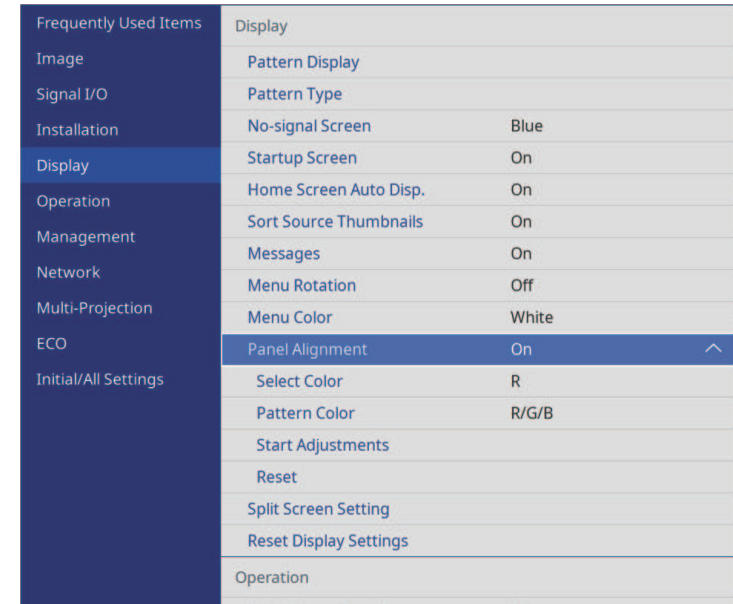 Frequently Used Items
Image
Signal I/O
Installation
Display
Operation
Management
Network
Multi-Projection
ECO
Initial/All Settings
Display
Pattern Display
Pattern Type
No-signal Screen Blue
Startup Screen On
Home Screen Auto Disp. On
Sort Source Thumbnails On
Messages On
Menu Rotation Off
Menu Color White
Panel Alignment On
Select Color R
Pattern Color R/G/B
Start Adjustments
Reset
Split Screen Setting
Reset Display Settings
Operation